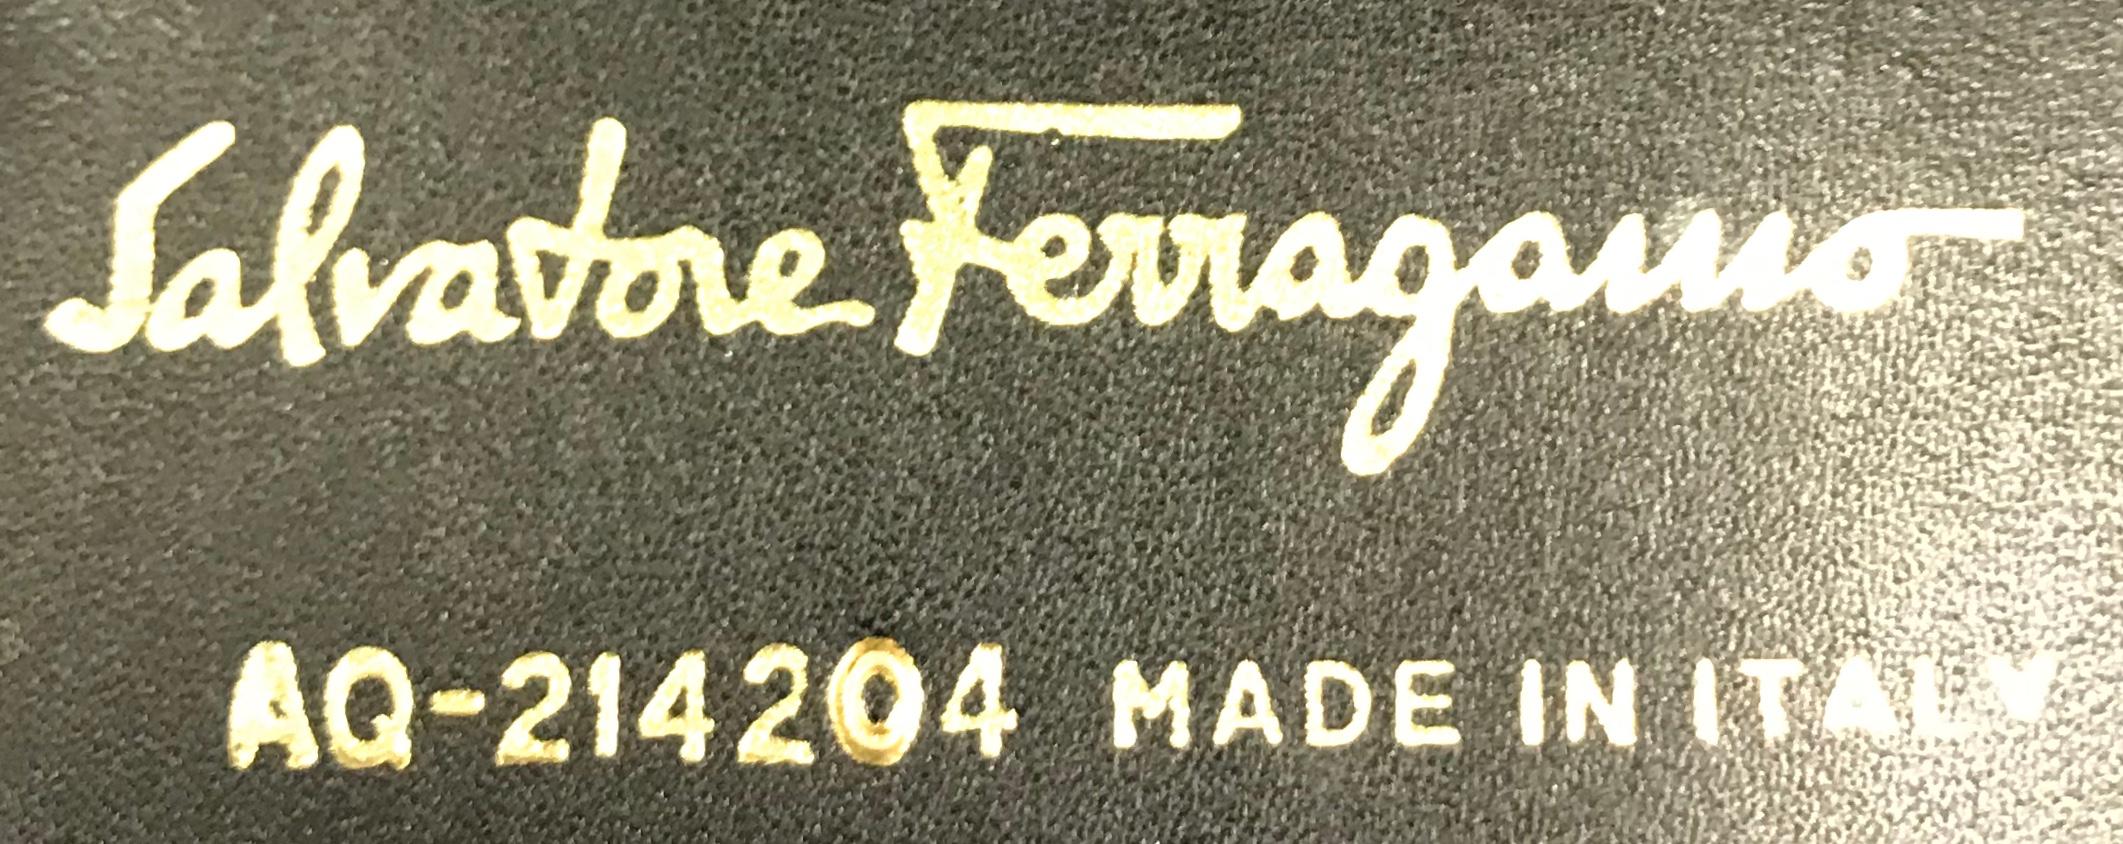 Salvatore Ferragamo
AQ-214204 MADE IN ITALY